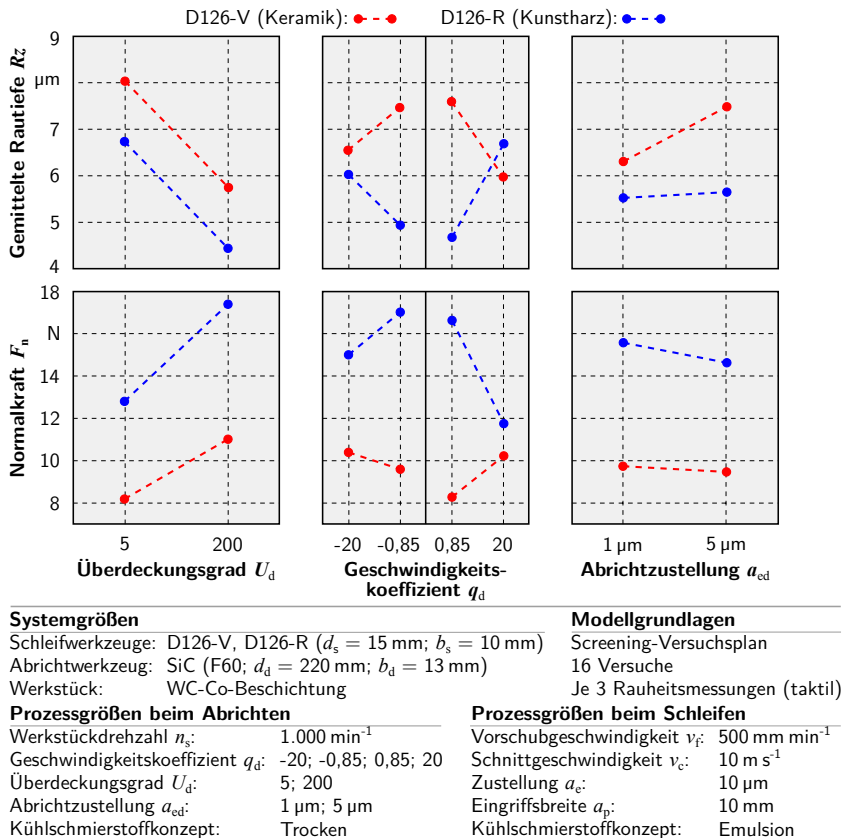 D126-V (Keramik): D126-R (Kunstharz):
Gemittelte Rautiefe Rz
9
µm
7
6
5
4
Normalkraft Fn
18
N
14
12
10
8
5 200
-20 -0,85 0,85 20
1 µm 5 µm
Überdeckungsgrad Ud
Geschwindigkeits-
koeffizient qd
Abrichtzustellung aed
Systemgrößen
Schleifwerkzeuge: D126-V, D126-R (ds = 15 mm; bs = 10 mm)
Abrichtwerkzeug: SiC (F60; dd = 220 mm; bd = 13 mm)
Werkstück: WC-Co-Beschichtung
Modellgrundlagen
Screening-Versuchsplan
16 Versuche
Je 3 Rauheitsmessungen (taktil)
Prozessgrößen beim Abrichten
Werkstückdrehzahl ns: 1.000 min-1
Geschwindigkeitskoeffizient qd: -20; -0,85; 0,85; 20
Überdeckungsgrad Ud: 5; 200
Abrichtzustellung aed: 1 µm; 5 µm
Kühlschmierstoffkonzept: Trocken
Prozessgrößen beim Schleifen
Vorschubgeschwindigkeit vf: 500 mm min-1
Schnittgeschwindigkeit vc: 10 m s-1
Zustellung ae: 10 µm
Eingriffsbreite ap: 10 mm
Kühlschmierstoffkonzept: Emulsion